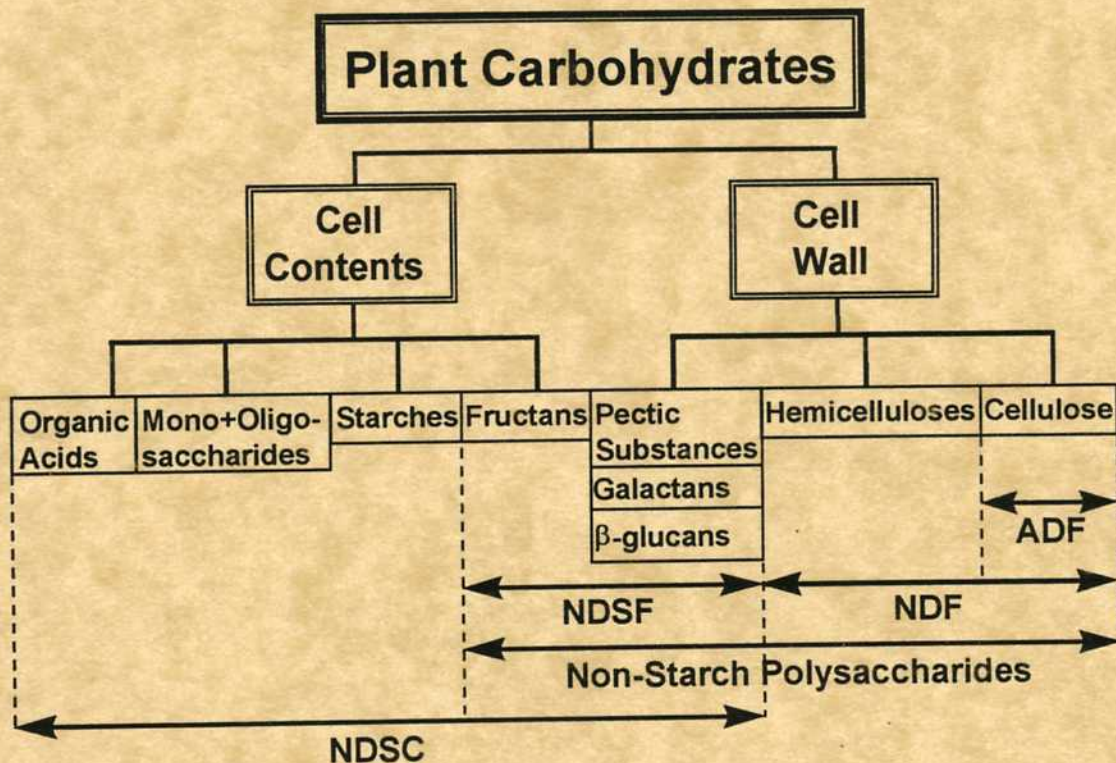 Plant Carbohydrates
Cell
Contents
Cell
Wall
Organic
Acids
Mono+Oligo-
saccharides
Starches
Fructans
Pectic
Substances
Galactans
β-glucans
Hemicelluloses
Cellulose
ADF
NDSF
NDF
Non-Starch Polysaccharides
NDSC